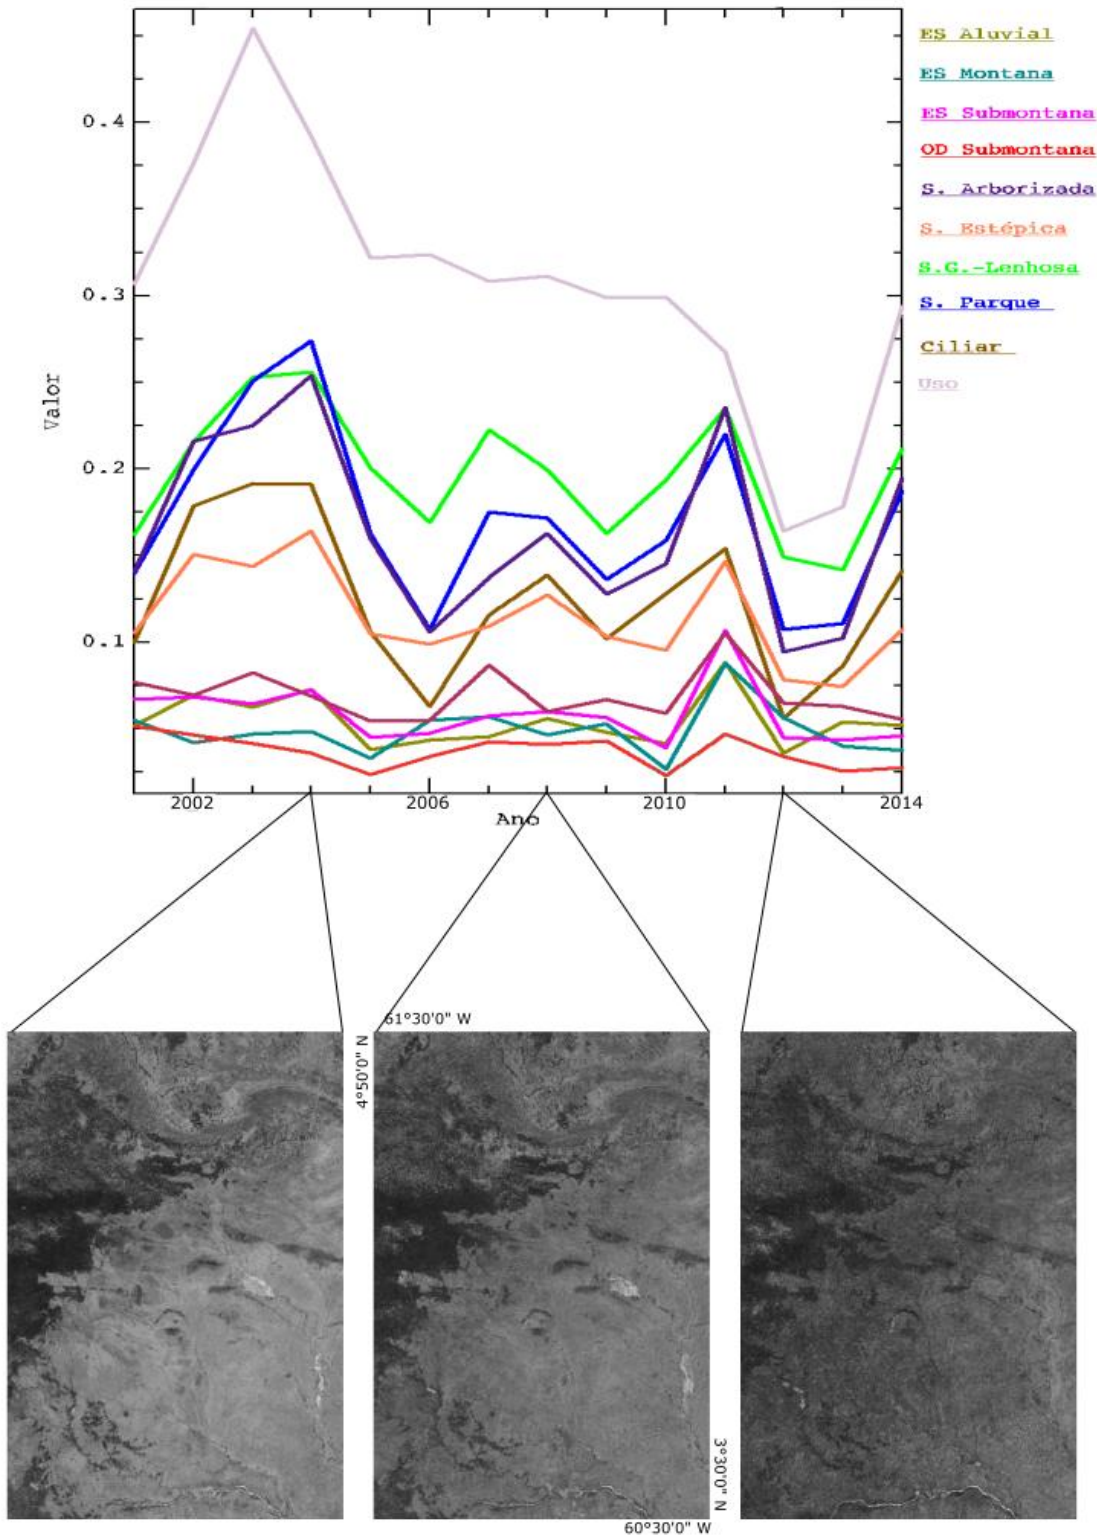 0.4
0.3
0.2
0.1
Valor
2002
2006
2010
2014
Ano
ES Aluvial
ES Montana
ES Submontana
OD Submontana
S. Arborizada
S. Estépica
S.G.-Lenhosa
S. Parque
Ciliar
Uso
61°30'0" W
4°50'0" N
3°30'0" N
60°30'0" W